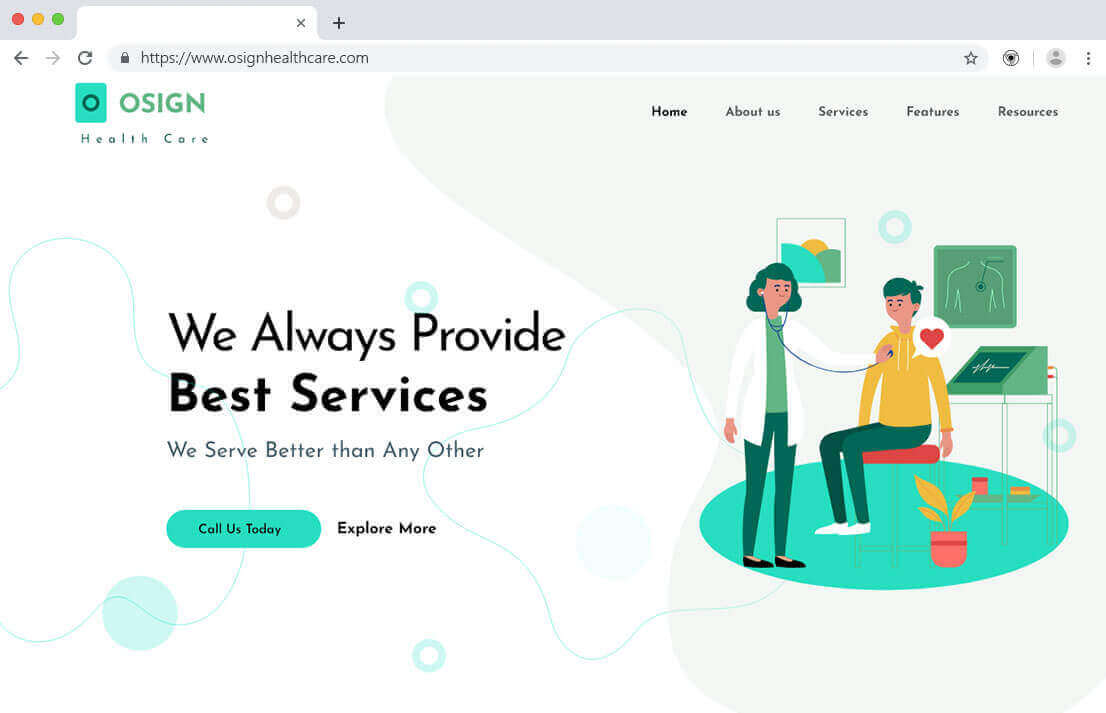 https://www.osignhealthcare.com
OSIGN
Health Care
Home About us Services Features Resources
We Always Provide
Best Services
We Serve Better than Any Other
Call Us Today Explore More